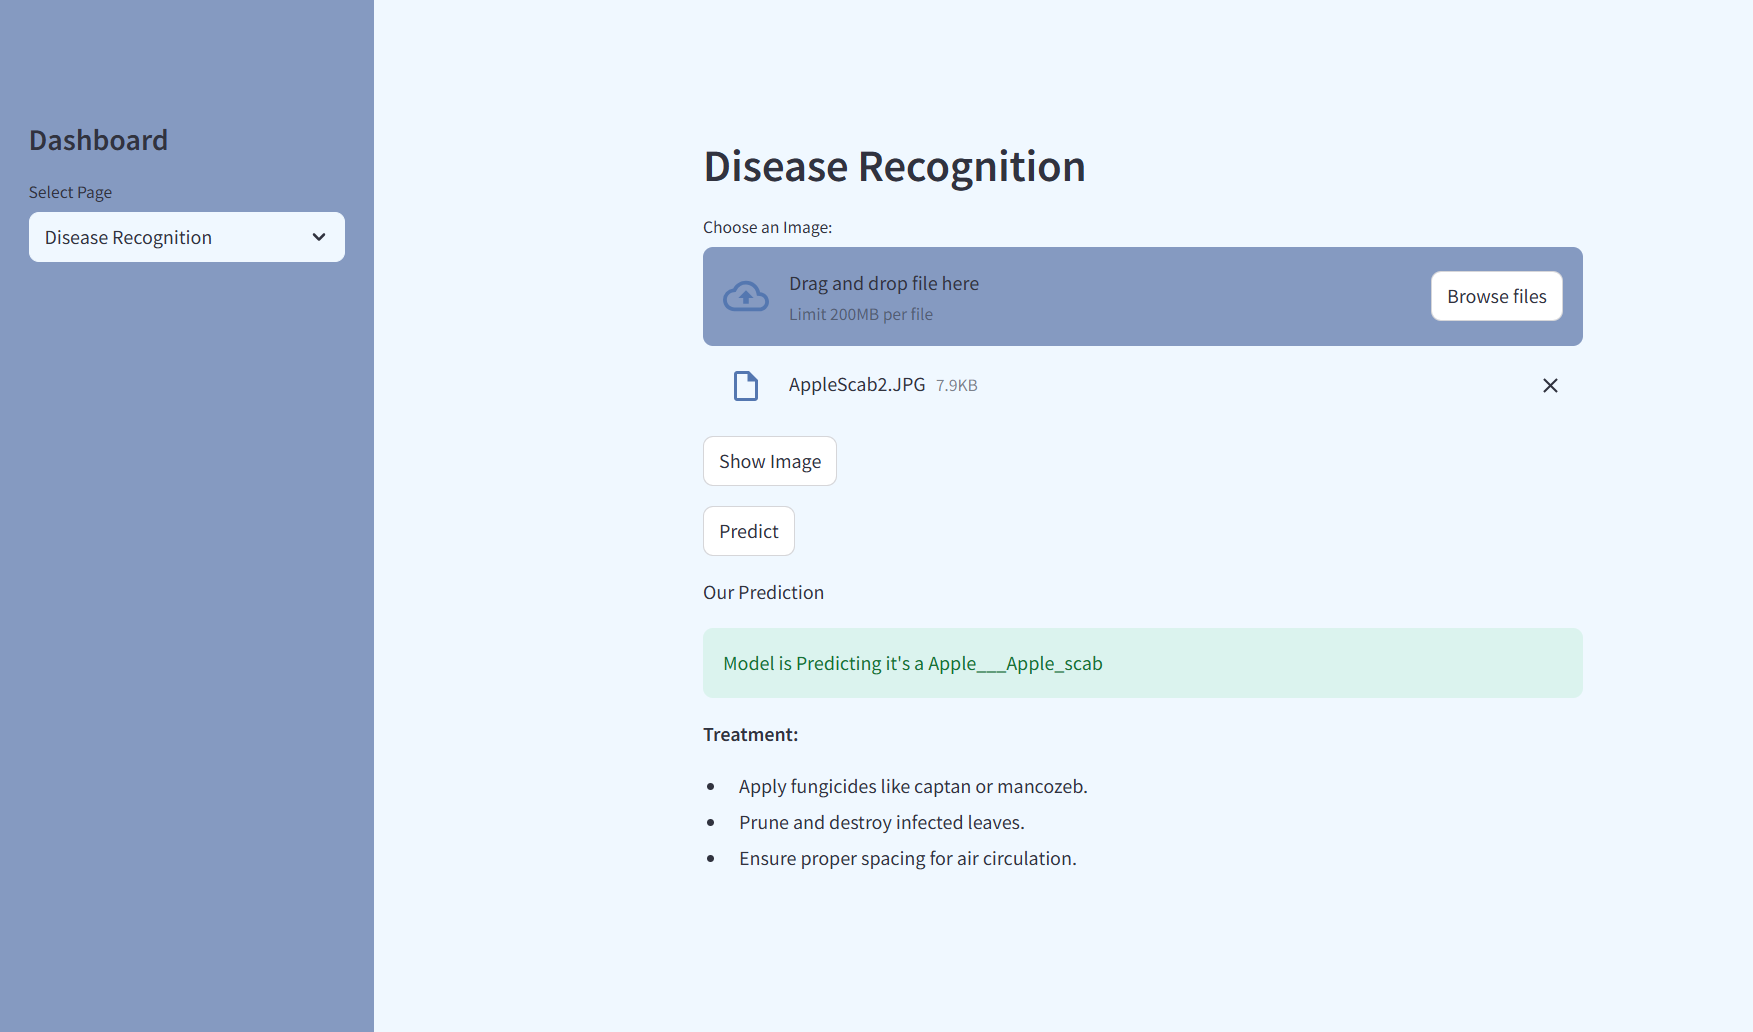 Dashboard
Select Page
Disease Recognition
Disease Recognition
Choose an Image:
Drag and drop file here
Limit 200MB per file
Browse files
AppleScab2.JPG 7.9KB
Show Image
Predict
Our Prediction
Model is Predicting it's a Apple___Apple_scab
Treatment:
• Apply fungicides like captan or mancozeb.
• Prune and destroy infected leaves.
• Ensure proper spacing for air circulation.